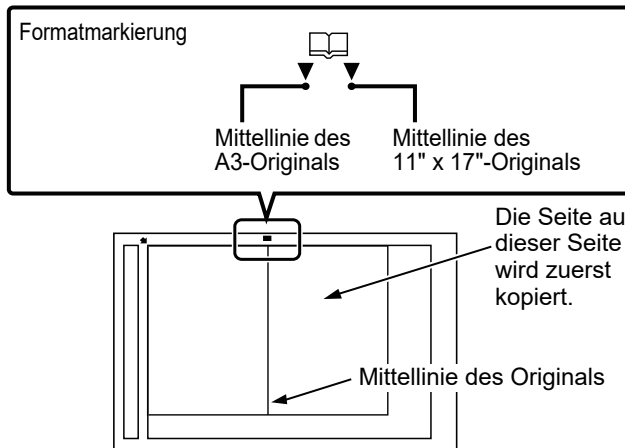 Formatmarkierung
Mittellinie des
A3-Originals
Mittellinie des
11" x 17"-Originals
Die Seite au
dieser Seite
wird zuerst
kopiert.
Mittellinie des Originals